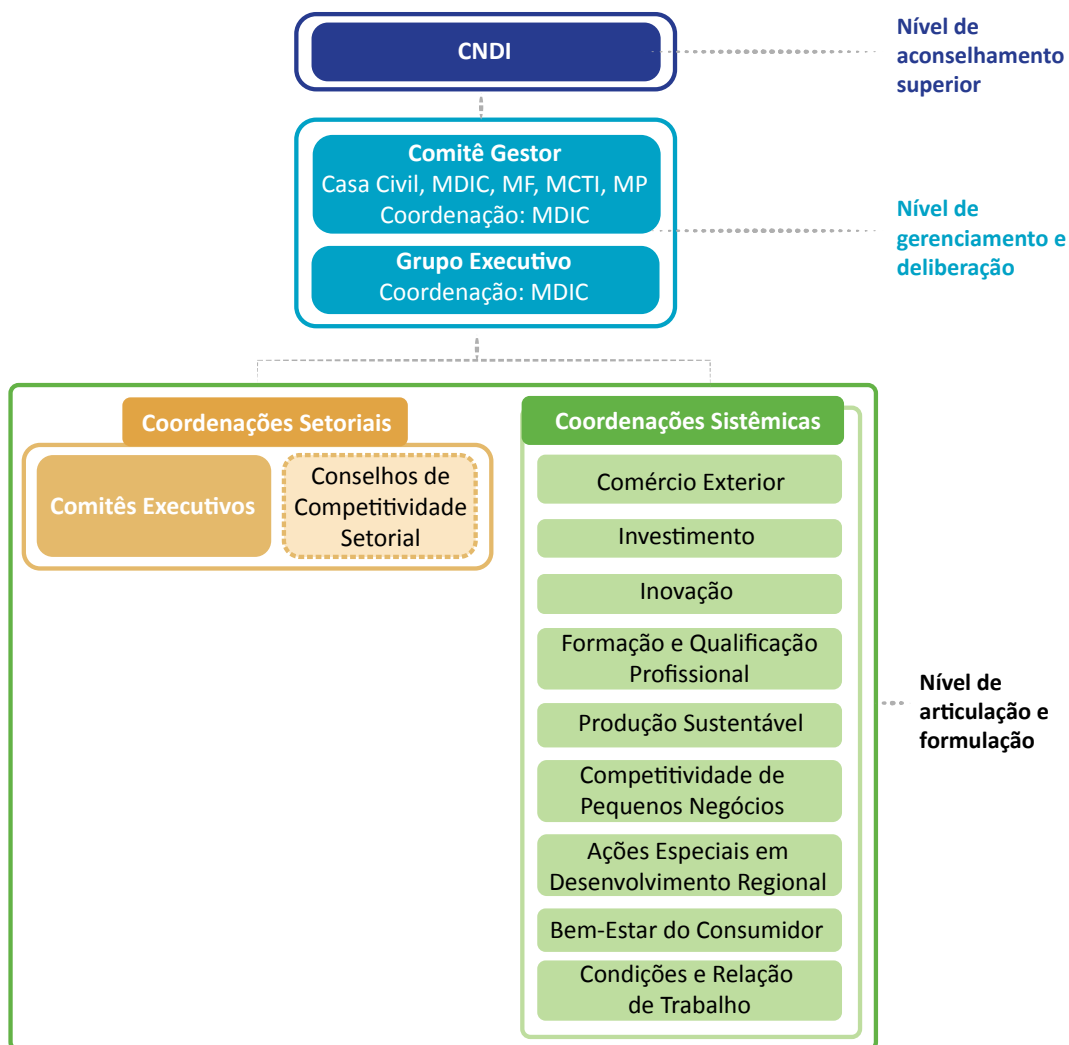 CNDI
Nível de
aconselhamento
superior
Comitê Gestor
Casa Civil, MDIC, MF, MCTI, MP
Coordenação: MDIC
Grupo Executivo
Coordenação: MDIC
Nível de
gerenciamento e
deliberação
Coordenações Setoriais
Comitês Executivos
Conselhos de
Competitividade
Setorial
Coordenações Sistêmicas
Comércio Exterior
Investimento
Inovação
Formação e Qualificação
Profissional
Produção Sustentável
Competitividade de
Pequenos Negócios
Ações Especiais em
Desenvolvimento Regional
Bem-Estar do Consumidor
Condições e Relação
de Trabalho
Nível de
articulação e
formulação